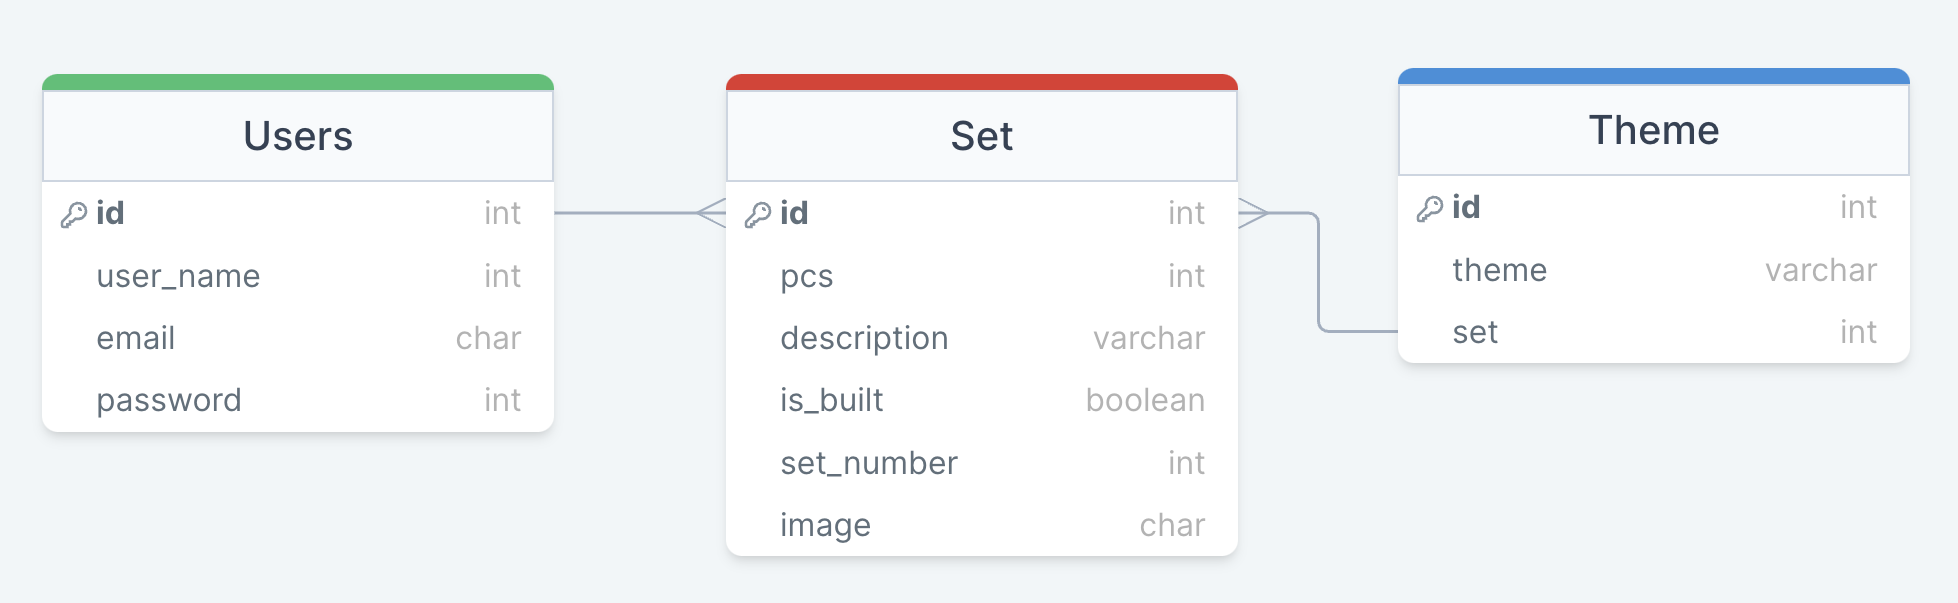 Users
id int
user_name int
email char
password int
Set
id int
pcs int
description varchar
is_built boolean
set_number int
image char
Theme
id int
theme varchar
set int